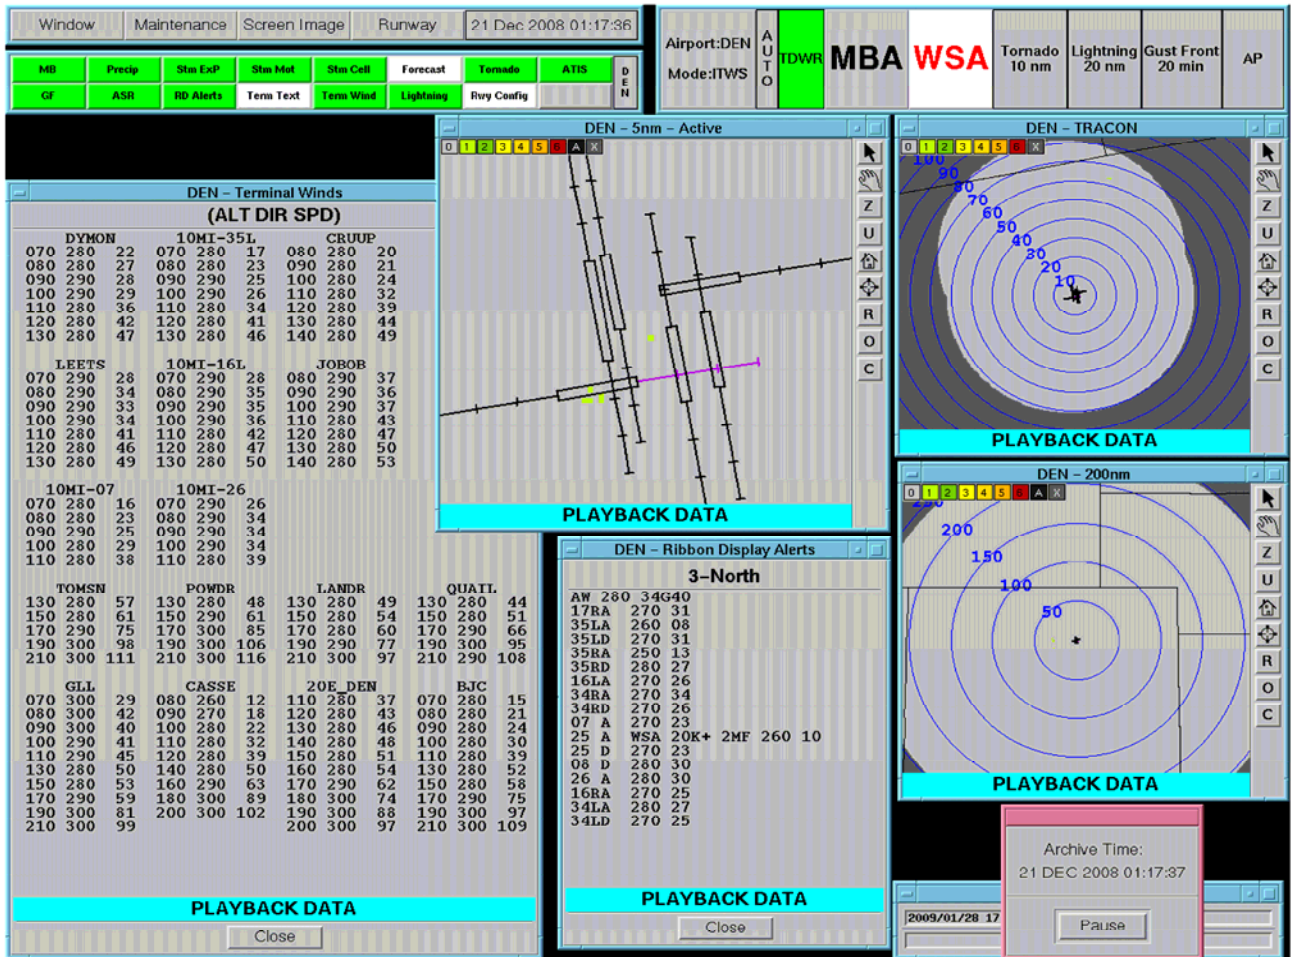 Window Maintenance Screen Image Runway 21 Dec 2008 01:17:36
MB Precip Stm ExP Stm Mot Stm Cell Forecast Tornado ATIS
GF ASR RD Alerts Term Text Term Wind Lightning Rwy Config
DEN
Airport:DEN
Mode:ITWS
AUTO
TDWR MBA WSA
Tornado
10 nm
Lightning
20 nm
Gust Front
20 min
AP
DEN – Terminal Winds
(ALT DIR SPD)
DYMON 10MI-35L CRUUP
070 280 22 070 280 17 080 280 20
080 280 27 080 280 23 090 280 21
090 290 28 090 290 25 100 280 24
100 290 29 100 290 26 110 280 32
110 280 36 110 280 34 120 280 39
120 280 42 120 280 41 130 280 44
130 280 47 130 280 46 140 280 49
LEETS 10MI-16L JOBOB
070 290 28 070 290 28 080 290 37
080 290 34 080 290 35 090 290 36
090 290 33 090 290 35 100 290 37
100 290 34 100 290 36 110 280 43
110 280 41 110 280 42 120 280 47
120 280 46 120 280 47 130 280 50
130 280 49 130 280 50 140 280 53
10MI-07 10MI-26
070 280 16 070 290 26
080 280 23 080 290 34
090 290 25 090 290 34
100 280 29 100 290 34
110 280 38 110 280 39
TOMSN POWDR LANDR QUAIL
130 280 57 130 280 48 130 280 49 130 280 44
150 280 61 150 290 61 150 280 54 150 280 51
170 290 75 170 300 85 170 280 60 170 290 66
190 300 98 190 300 106 190 290 77 190 300 95
210 300 111 210 300 116 210 300 97 210 290 108
GLL CASSE 20E_DEN BJC
070 300 29 080 260 12 110 280 37 070 280 15
080 300 42 090 270 18 120 280 43 080 280 21
090 300 40 100 280 22 130 280 46 090 280 24
100 290 41 110 280 32 140 280 48 100 280 30
110 290 45 120 280 39 150 280 51 110 280 39
130 280 50 140 280 50 160 280 54 130 280 52
150 280 53 160 290 63 170 290 62 150 280 58
170 290 59 180 300 89 180 300 74 170 290 75
190 300 81 200 300 102 190 300 88 190 300 97
210 300 99 200 300 97 210 300 109
PLAYBACK DATA
Close
DEN – 5nm – Active
0 1 2 3 4 5 6 A X
Z
U
R
O
C
PLAYBACK DATA
DEN – Ribbon Display Alerts
3–North
AW 280 34G40
17RA 270 31
35LA 260 08
35LD 270 31
35RA 250 13
35RD 280 27
16LA 270 26
34RA 270 34
34RD 270 26
07 A 270 23
25 A WSA 20K+ 2MF 260 10
25 D 270 23
08 D 280 30
26 A 280 30
16RA 270 25
34LA 280 27
34LD 270 25
PLAYBACK DATA
Close
DEN – TRACON
0 1 2 3 4 5 6 A X
100
90
80
70
60
50
40
30
20
10
Z
U
R
O
C
PLAYBACK DATA
DEN – 200nm
0 1 2 3 4 5 6 A X
250
200
150
100
50
Z
U
R
O
C
PLAYBACK DATA
Archive Time:
21 DEC 2008 01:17:37
Pause
2009/01/28 17